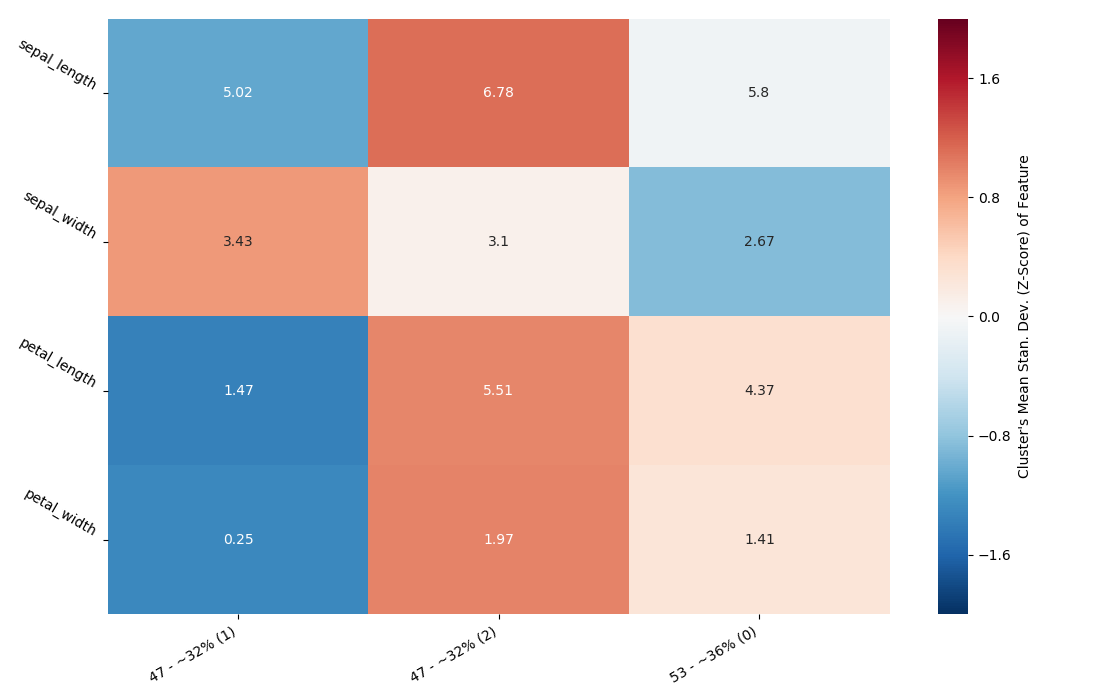 sepal_length
5.02
6.78
5.8
sepal_width
3.43
3.1
2.67
petal_length
1.47
5.51
4.37
petal_width
0.25
1.97
1.41
47 - ~32% (1)
47 - ~32% (2)
53 - ~36% (0)
1.6
0.8
0.0
−0.8
−1.6
Cluster's Mean Stan. Dev. (Z-Score) of Feature